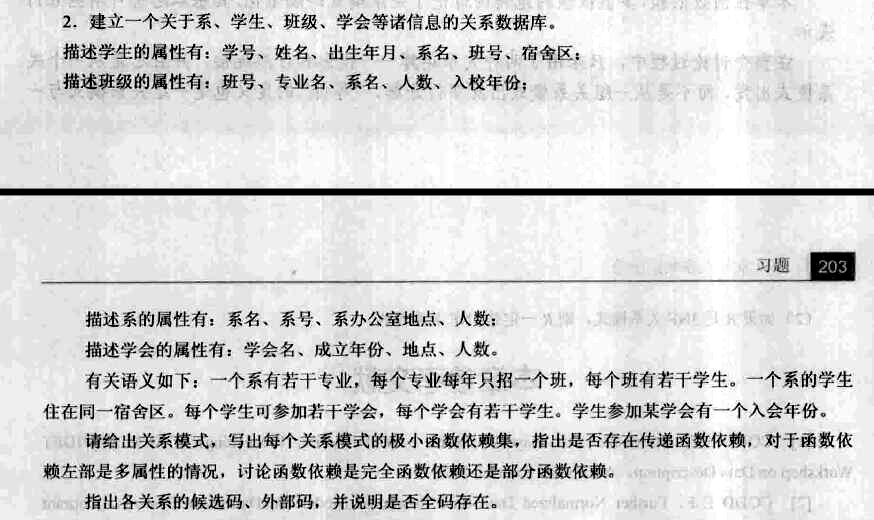 2．建立一个关于系、学生、班级、学会等诸信息的关系数据库。
描述学生的属性有：学号、姓名、出生年月、系名、班号、宿舍区；
描述班级的属性有：班号、专业名、系名、人数、入校年份；
习题 203
描述系的属性有：系名、系号、系办公室地点、人数；
描述学会的属性有：学会名、成立年份、地点、人数。
有关语义如下：一个系有若干专业，每个专业每年只招一个班，每个班有若干学生。一个系的学生
住在同一宿舍区。每个学生可参加若干学会，每个学会有若干学生。学生参加某学会有一个入会年份。
请给出关系模式，写出每个关系模式的极小函数依赖集，指出是否存在传递函数依赖，对于函数依
赖左部是多属性的情况，讨论函数依赖是完全函数依赖还是部分函数依赖。
指出各关系的候选码、外部码，并说明是否全码存在。